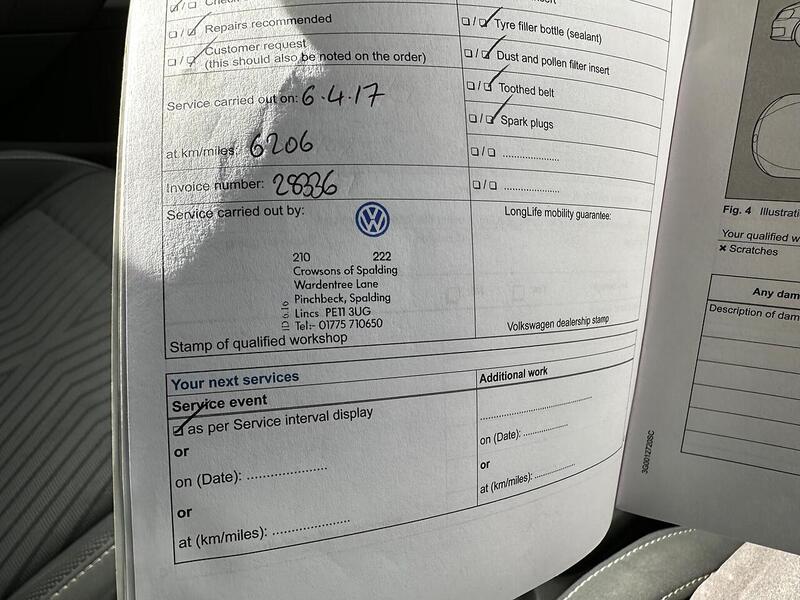 Repairs recommended
Customer request
(this should also be noted on the order)
Service carried out on: 6.4.17
at km/miles: 6206
Invoice number: 28336
Service carried out by:
210 222
Crowsons of Spalding
Wardentree Lane
Pinchbeck, Spalding
Lincs PE11 3UG
Tel:- 01775 710650
ID 6.16
Stamp of qualified workshop
Tyre filler bottle (sealant)
Dust and pollen filter insert
Toothed belt
Spark plugs
LongLife mobility guarantee:
Volkswagen dealership stamp
Your next services
Service event
as per Service interval display
or
on (Date): ....................
or
at (km/miles): ....................
Additional work
on (Date): ............
or
at (km/miles): ............
3G0012720SC
Fig. 4 Illustrati
Your qualified w
× Scratches
Any dam
Description of dam